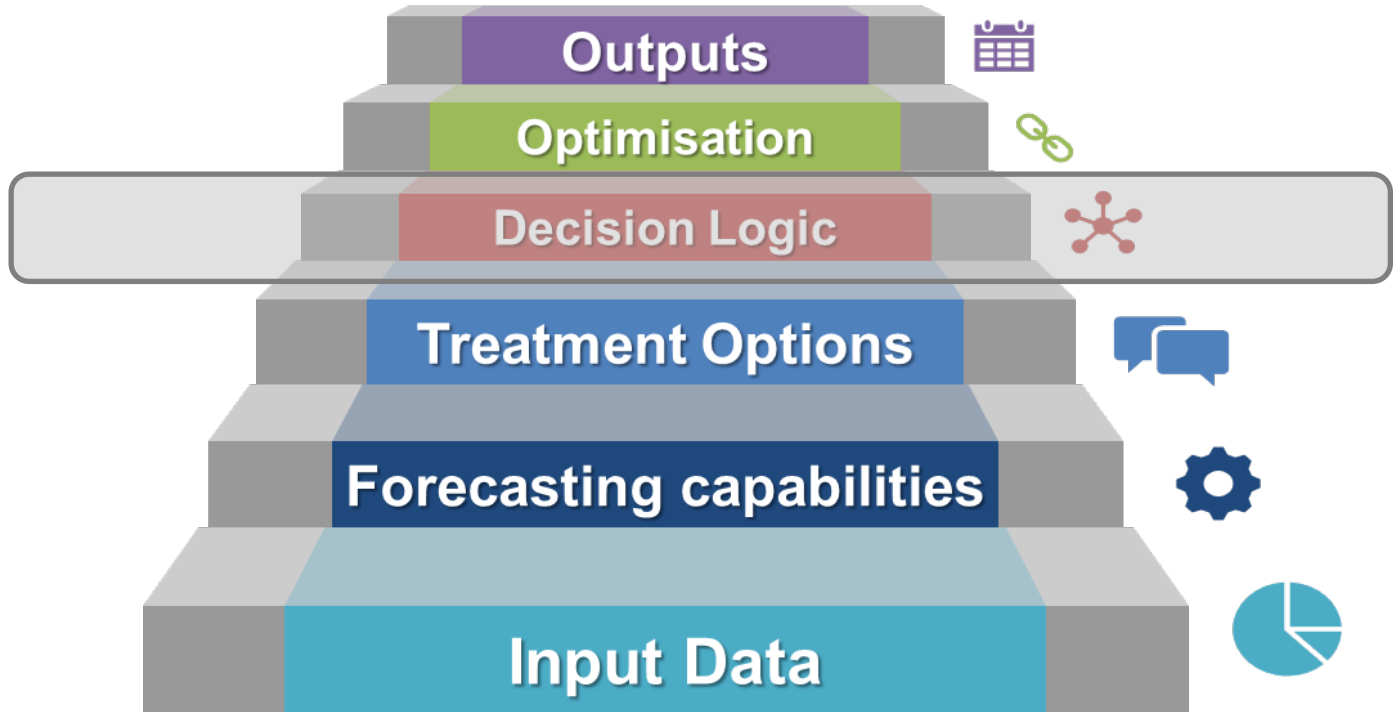 Outputs
Optimisation
Decision Logic
Treatment Options
Forecasting capabilities
Input Data